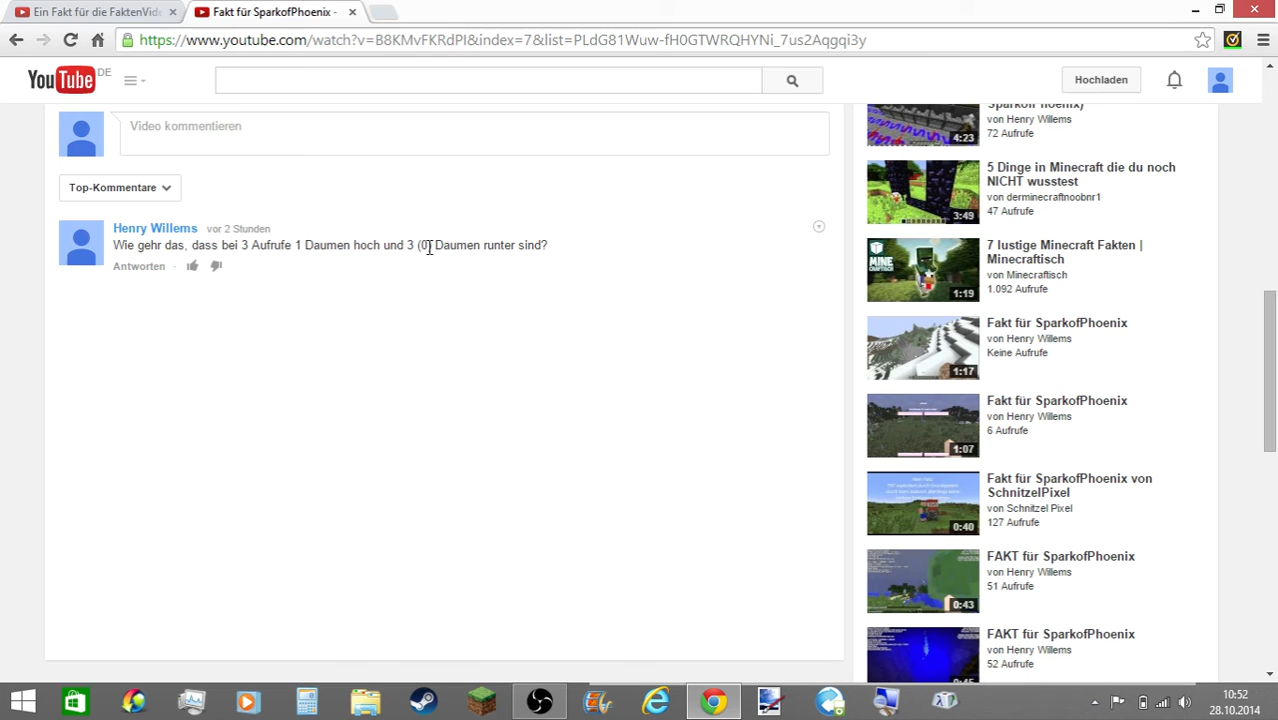 Ein Fakt für die FaktenVide
Fakt für SparkofPhoenix -
https://www.youtube.com/watch?v=B8KMvFKRdPI&index=7&list=PLdG81Wuw-fH0GTWRQHYNi_7us2Aqgqi3y
YouTube DE
Hochladen
Video kommentieren
Top-Kommentare
Henry Willems vor 2 Stunden
Wie gehr das, dass bei 3 Aufrufe 1 Daumen hoch und 3 (0) Daumen runter sind?
Antworten
SparkofPhoenix)
von Henry Willems
72 Aufrufe
4:23
5 Dinge in Minecraft die du noch
NICHT wusstest
von derminecraftnoobnr1
47 Aufrufe
3:49
7 lustige Minecraft Fakten |
Minecraftisch
von Minecraftisch
1.092 Aufrufe
MINE
CRAFTISCH
1:19
Fakt für SparkofPhoenix
von Henry Willems
Keine Aufrufe
1:17
Fakt für SparkofPhoenix
von Henry Willems
6 Aufrufe
1:07
Fakt für SparkofPhoenix von
SchnitzelPixel
von Schnitzel Pixel
127 Aufrufe
0:40
FAKT für SparkofPhoenix
von Henry Willems
51 Aufrufe
0:43
FAKT für SparkofPhoenix
von Henry Willems
52 Aufrufe
10:52
28.10.2014